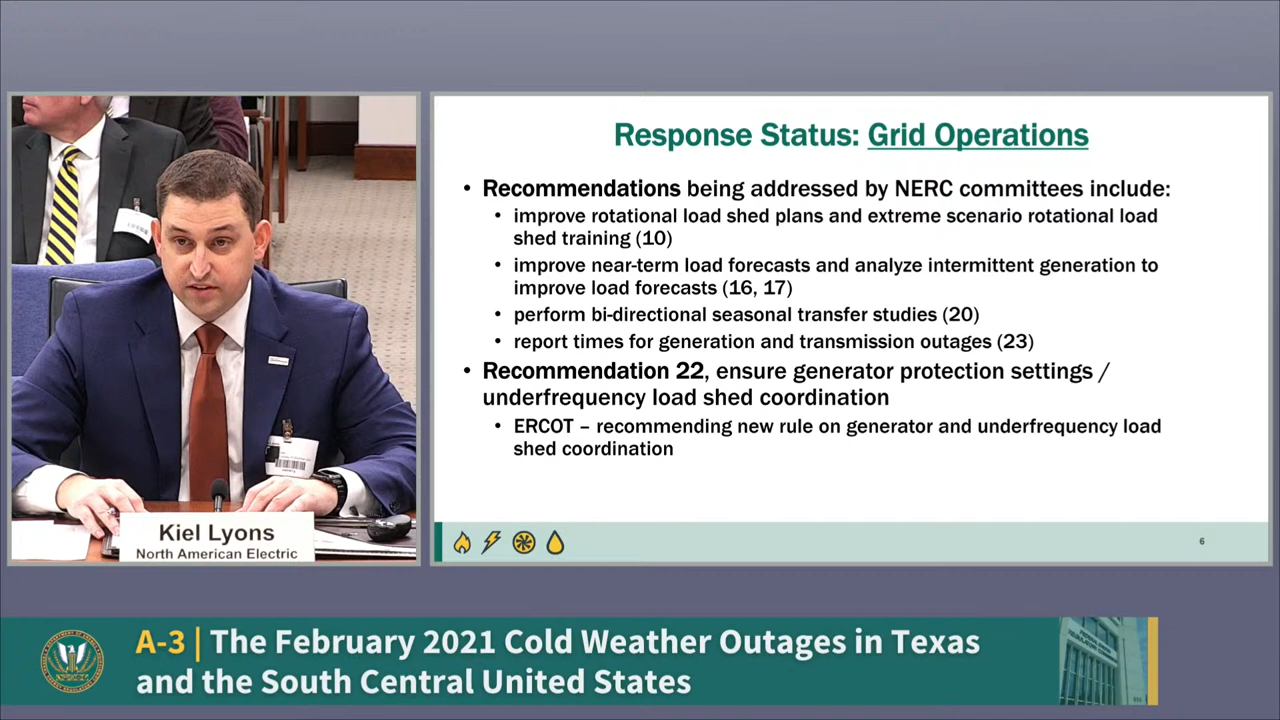 Response Status: Grid Operations
• Recommendations being addressed by NERC committees include:
• improve rotational load shed plans and extreme scenario rotational load
shed training (10)
• improve near-term load forecasts and analyze intermittent generation to
improve load forecasts (16, 17)
• perform bi-directional seasonal transfer studies (20)
• report times for generation and transmission outages (23)
• Recommendation 22, ensure generator protection settings /
underfrequency load shed coordination
• ERCOT – recommending new rule on generator and underfrequency load
shed coordination
6
Kiel Lyons
North American Electric
A-3 | The February 2021 Cold Weather Outages in Texas
and the South Central United States